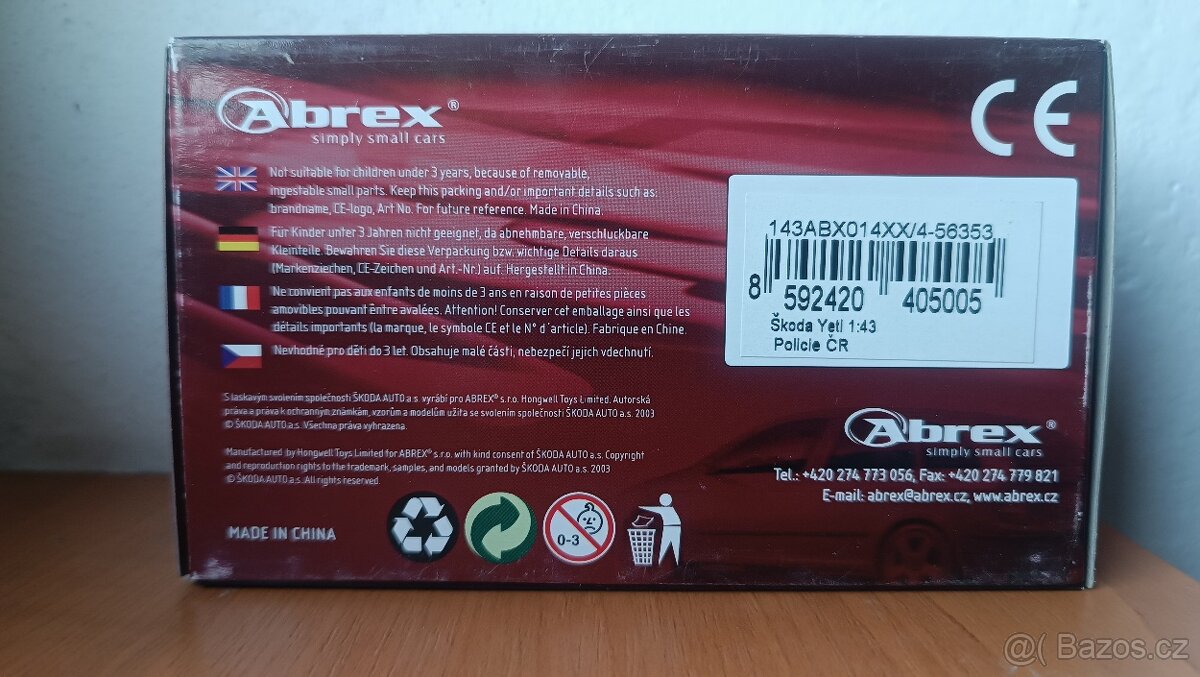 Abrex®
simply small cars
CE
Not suitable for children under 3 years, because of removable,
ingestable small parts. Keep this packing and/or important details such as:
brandname, CE-logo, Art No. For future reference. Made in China.
Für Kinder unter 3 Jahren nicht geeignet, da abnehmbare, verschluckbare
Kleinteile. Bewahren Sie diese Verpackung bzw. wichtige Details daraus
(Markenziechen, CE-Zeichen und Art.-Nr.) auf. Hergestellt in China.
Ne convient pas aux enfants de moins de 3 ans en raison de petites pièces
amovibles pouvant entre avalées. Attention! Conserver cet emballage ainsi que les
détails importants (la marque, le symbole CE et le N° d'article). Fabrique en Chine.
Nevhodné pro děti do 3 let. Obsahuje malé části, nebezpečí jejich vdechnutí.
143ABX014XX/4-56353
8 592420 405005
Škoda Yeti 1:43
Policie ČR
S laskavým svolením společnosti ŠKODA AUTO a.s. vyrábí pro ABREX® s.r.o. Hongwell Toys Limited. Autorská
práva a práva k ochranným známkám, vzorům a modelům užita se svolením společnosti ŠKODA AUTO a.s. 2003
© ŠKODA AUTO a.s. Všechna práva vyhrazena.
Manufactured by Hongwell Toys Limited for ABREX® s.r.o. with kind consent of ŠKODA AUTO a.s. Copyright
and reproduction rights to the trademark, samples, and models granted by ŠKODA AUTO a.s. 2003
© ŠKODA AUTO a.s. All rights reserved.
Abrex®
simply small cars
Tel.: +420 274 773 056, Fax: +420 274 779 821
E-mail: abrex@abrex.cz, www.abrex.cz
MADE IN CHINA
0-3
Bazos.cz